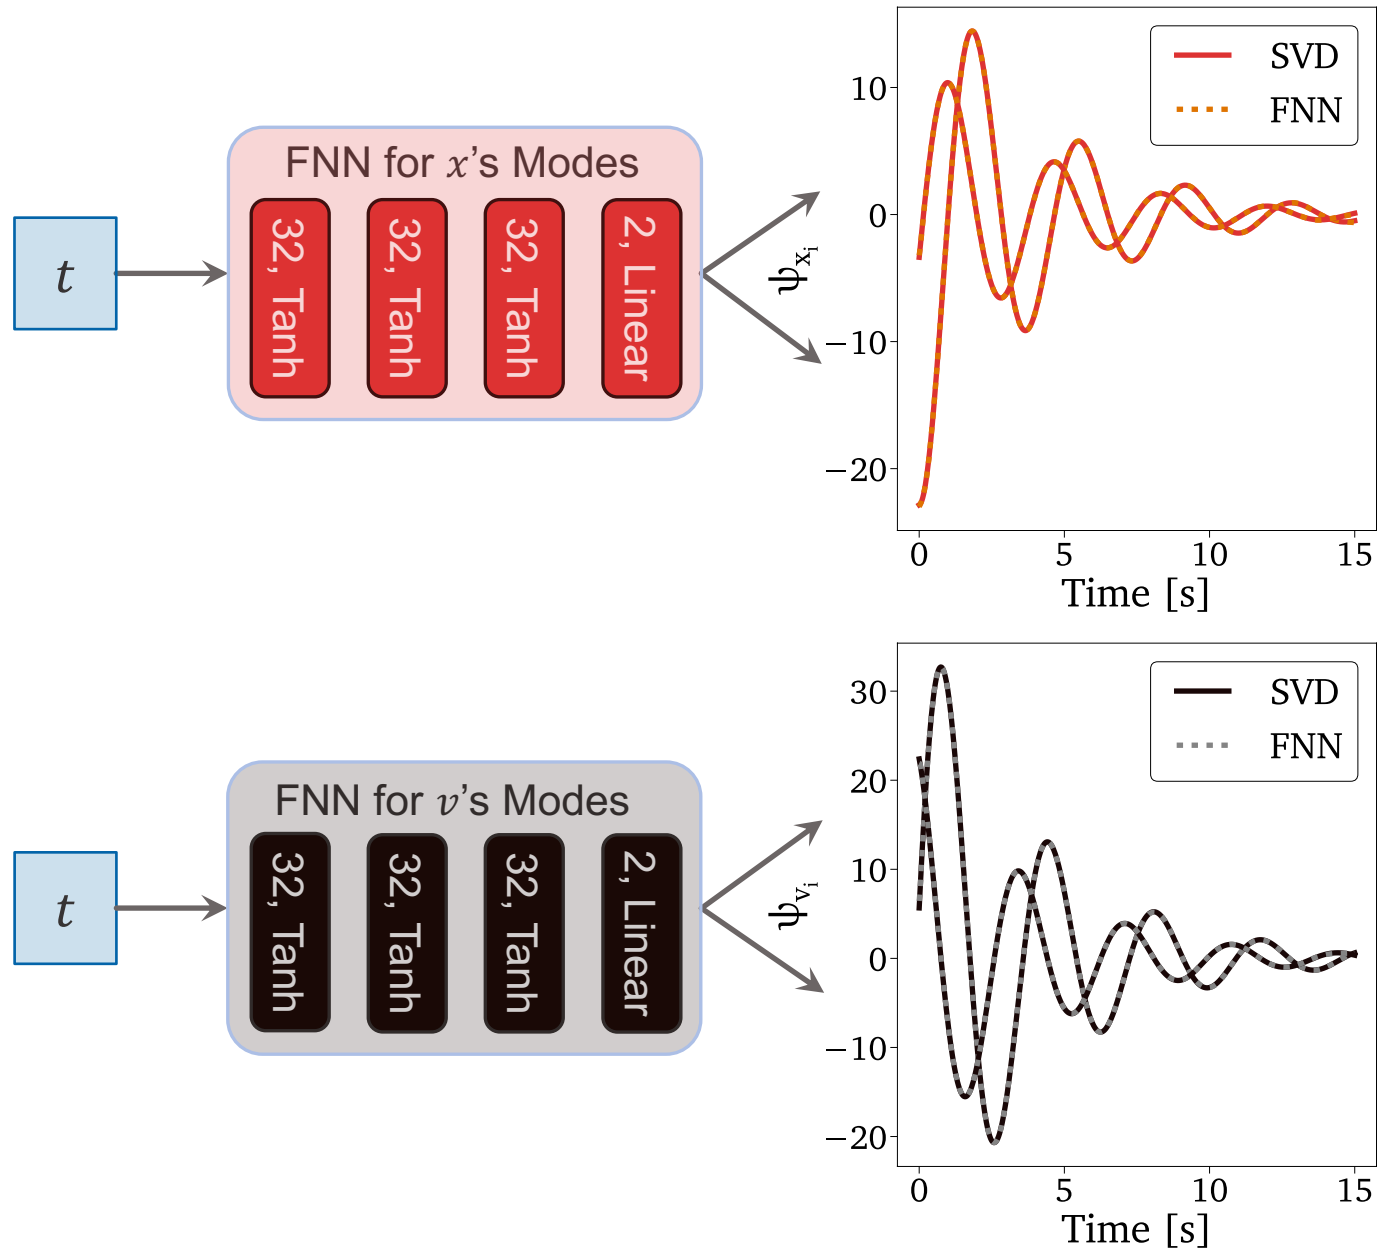 t
FNN for x's Modes
32, Tanh
32, Tanh
32, Tanh
2, Linear
ψxi
SVD
FNN
10
0
−10
−20
0 5 10 15
Time [s]
t
FNN for v's Modes
32, Tanh
32, Tanh
32, Tanh
2, Linear
ψvi
SVD
FNN
30
20
10
0
−10
−20
0 5 10 15
Time [s]